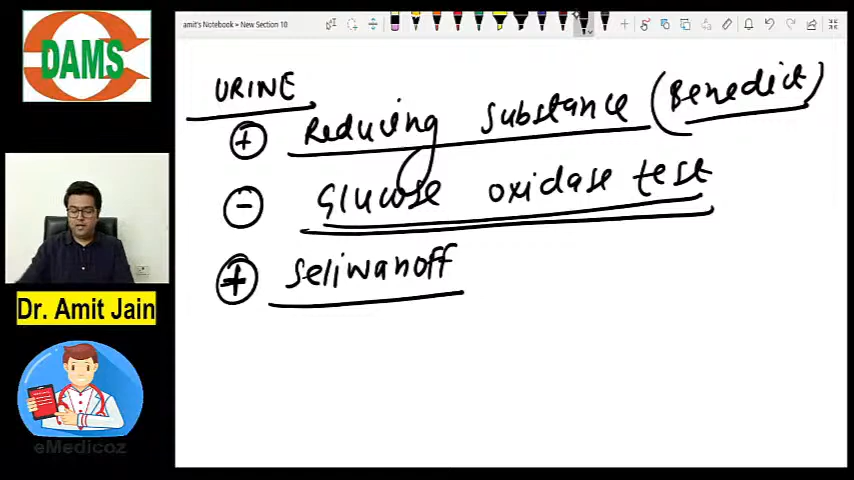 amit's Notebook > New Section 10
DAMS
URINE
+ Reducing substance (Benedict)
- Glucose oxidase test
+ Seliwanoff
Dr. Amit Jain
eMedicoz